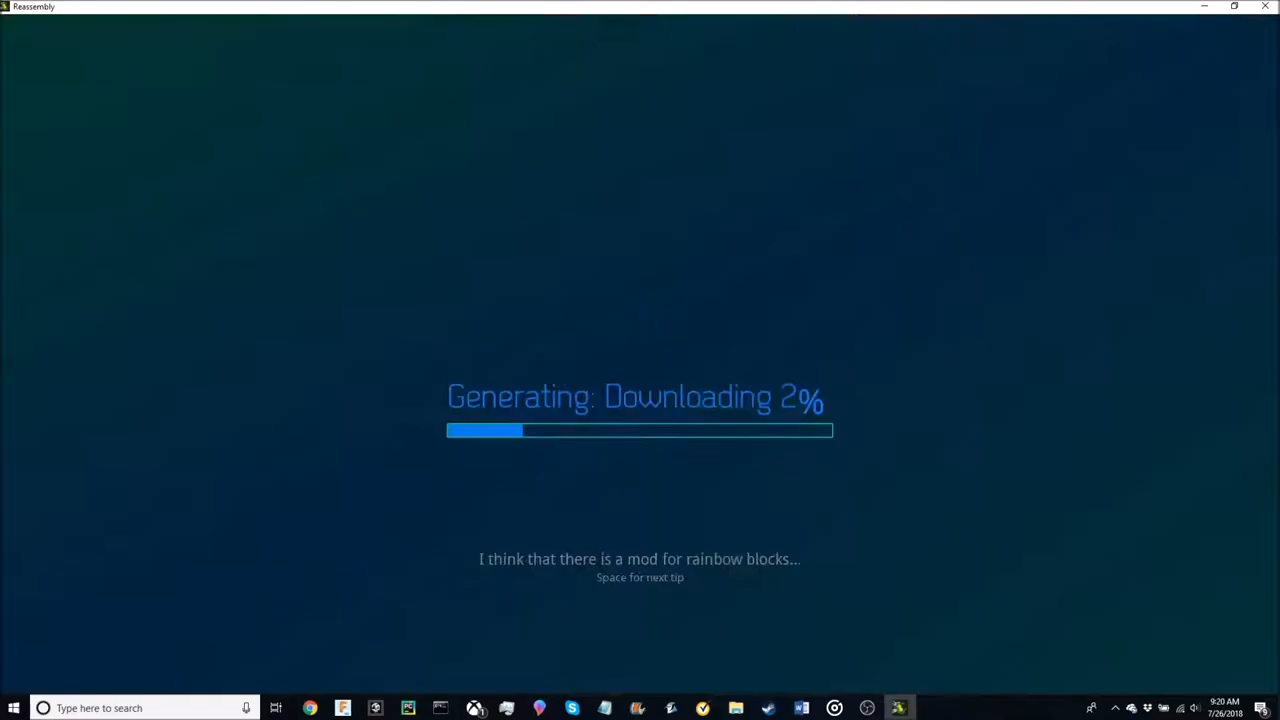 Reassembly
Generating: Downloading 2%
I think that there is a mod for rainbow blocks...
Space for next tip
Type here to search
9:20 AM
7/26/2018